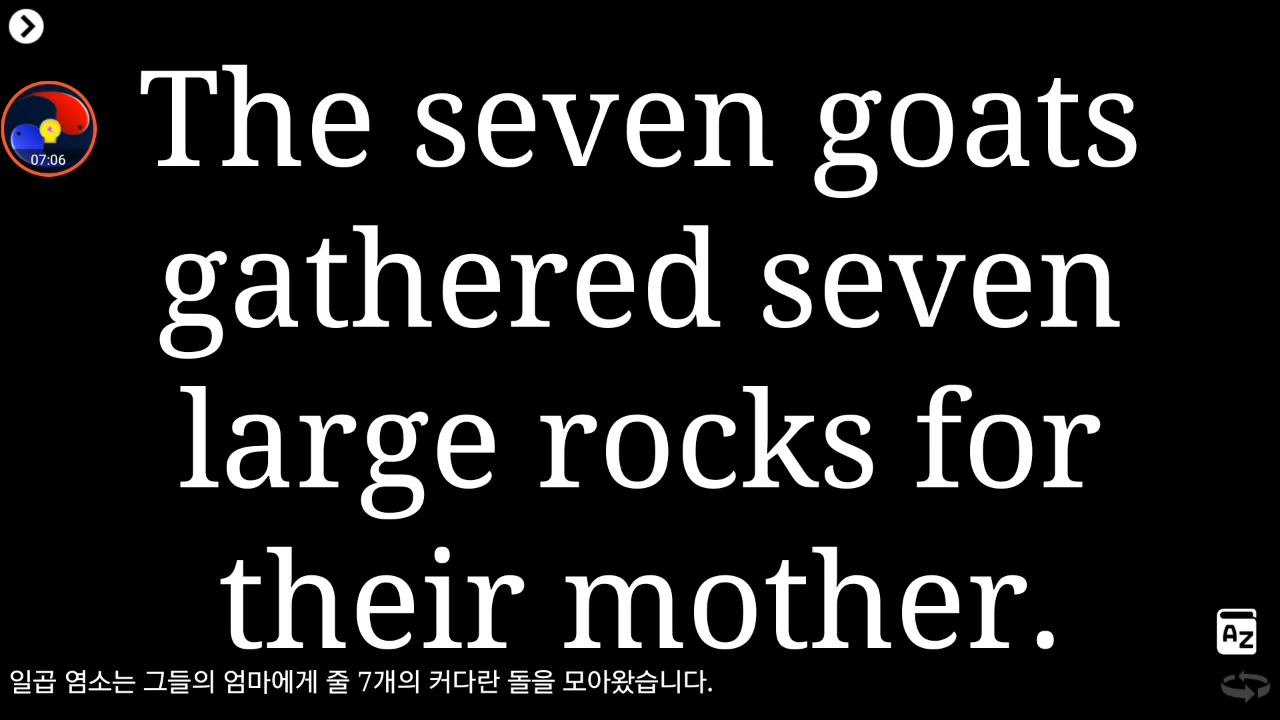 The seven goats
gathered seven
large rocks for
their mother.
07:06
AZ
일곱 염소는 그들의 엄마에게 줄 7개의 커다란 돌을 모아왔습니다.